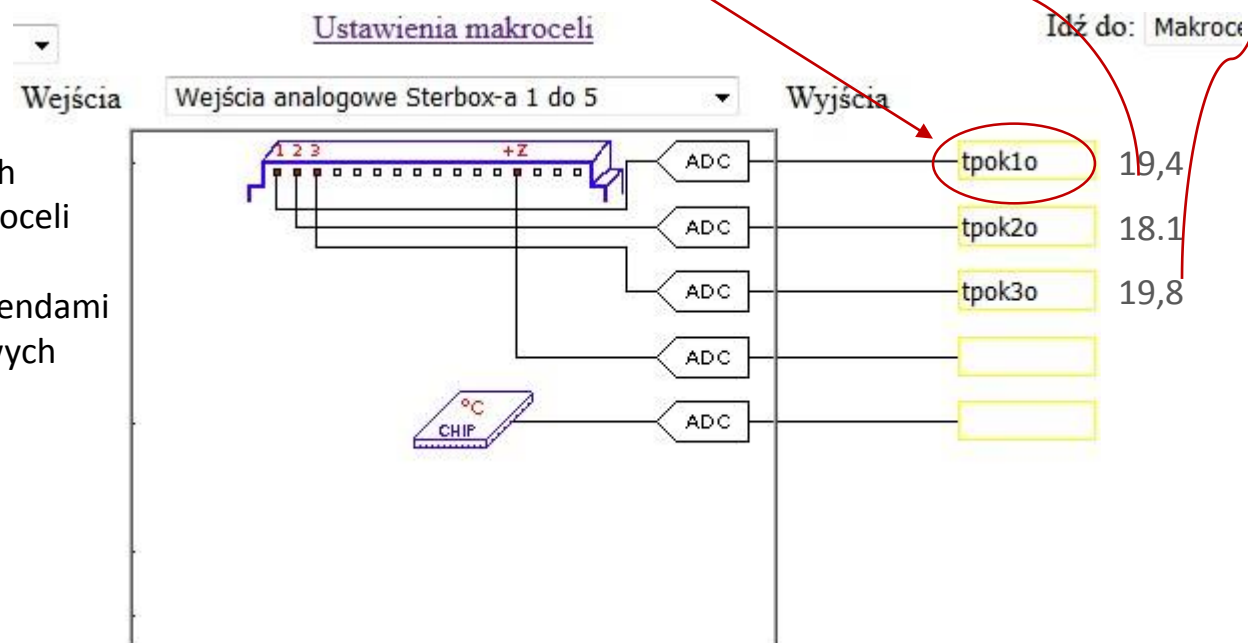 Ustawienia makroceli
Idź do: Makroce
Wejścia Wejścia analogowe Sterbox-a 1 do 5 Wyjścia
h
oceli
endami
vych
1 2 3 +Z
ADC tpok1o 19,4
ADC tpok2o 18.1
ADC tpok3o 19,8
ADC
°C
CHIP
ADC